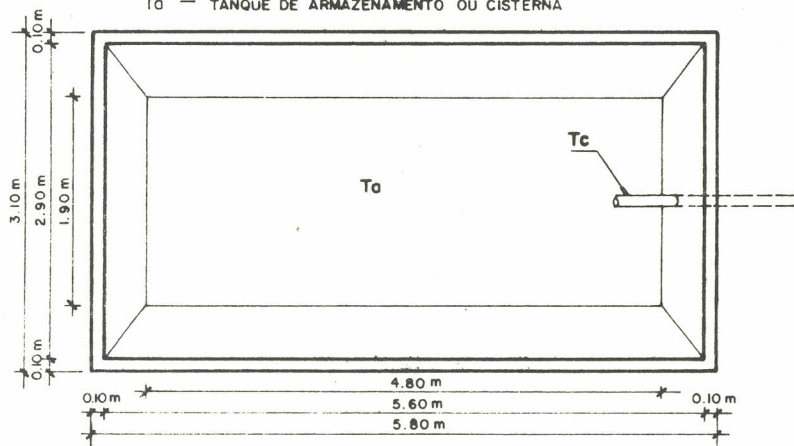 Ta — TANQUE DE ARMAZENAMENTO OU CISTERNA
0.10 m
3.10 m
2.90 m
1.90 m
0.10 m
Tc
Ta
4.80 m
0.10 m
5.60 m
0.10 m
5.80 m